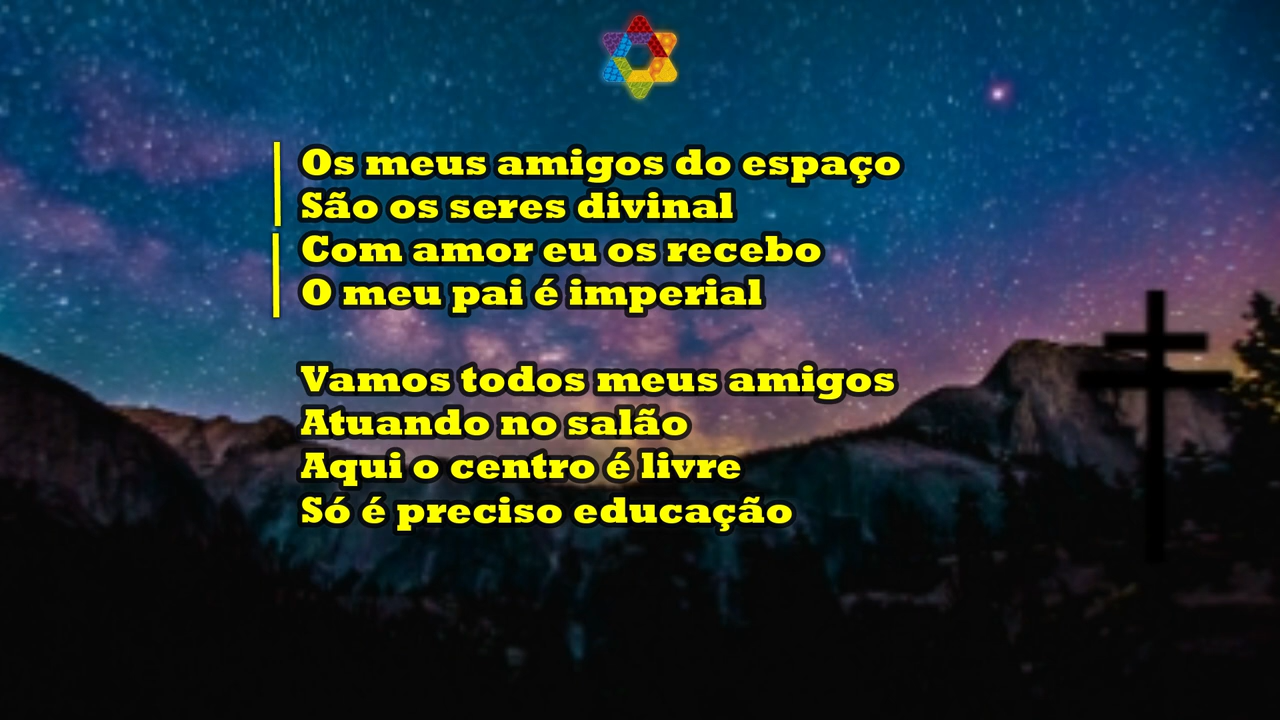 Os meus amigos do espaço
São os seres divinal
Com amor eu os recebo
O meu pai é imperial
Vamos todos meus amigos
Atuando no salão
Aqui o centro é livre
Só é preciso educação